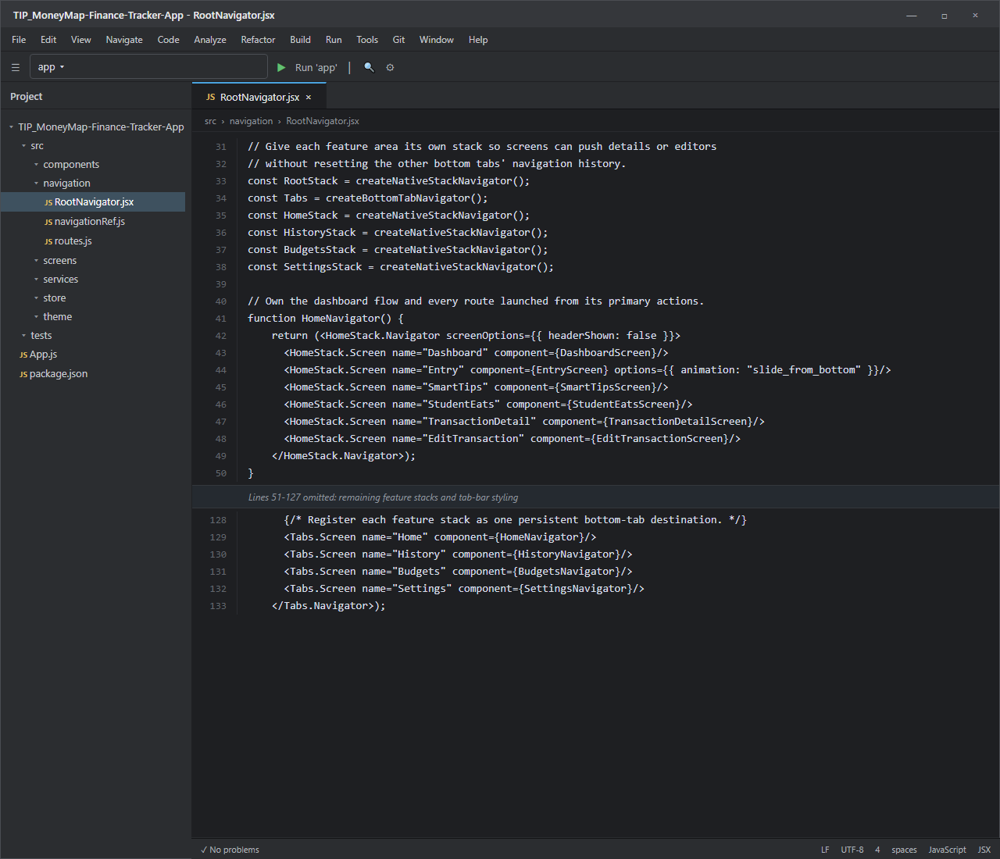 TIP_MoneyMap-Finance-Tracker-App - RootNavigator.jsx
File Edit View Navigate Code Analyze Refactor Build Run Tools Git Window Help
app Run 'app'
Project
RootNavigator.jsx ×
JS
src › navigation › RootNavigator.jsx
TIP_MoneyMap-Finance-Tracker-App
src
components
navigation
JS RootNavigator.jsx
JS navigationRef.js
JS routes.js
screens
services
store
theme
tests
JS App.js
JS package.json
31 // Give each feature area its own stack so screens can push details or editors
32 // without resetting the other bottom tabs' navigation history.
33 const RootStack = createNativeStackNavigator();
34 const Tabs = createBottomTabNavigator();
35 const HomeStack = createNativeStackNavigator();
36 const HistoryStack = createNativeStackNavigator();
37 const BudgetsStack = createNativeStackNavigator();
38 const SettingsStack = createNativeStackNavigator();
39
40 // Own the dashboard flow and every route launched from its primary actions.
41 function HomeNavigator() {
42     return (<HomeStack.Navigator screenOptions={{ headerShown: false }}>
43       <HomeStack.Screen name="Dashboard" component={DashboardScreen}/>
44       <HomeStack.Screen name="Entry" component={EntryScreen} options={{ animation: "slide_from_bottom" }}/>
45       <HomeStack.Screen name="SmartTips" component={SmartTipsScreen}/>
46       <HomeStack.Screen name="StudentEats" component={StudentEatsScreen}/>
47       <HomeStack.Screen name="TransactionDetail" component={TransactionDetailScreen}/>
48       <HomeStack.Screen name="EditTransaction" component={EditTransactionScreen}/>
49     </HomeStack.Navigator>);
50 }
Lines 51-127 omitted: remaining feature stacks and tab-bar styling
128       {/* Register each feature stack as one persistent bottom-tab destination. */}
129       <Tabs.Screen name="Home" component={HomeNavigator}/>
130       <Tabs.Screen name="History" component={HistoryNavigator}/>
131       <Tabs.Screen name="Budgets" component={BudgetsNavigator}/>
132       <Tabs.Screen name="Settings" component={SettingsNavigator}/>
133     </Tabs.Navigator>);
✓ No problems LF UTF-8 4 spaces JavaScript JSX